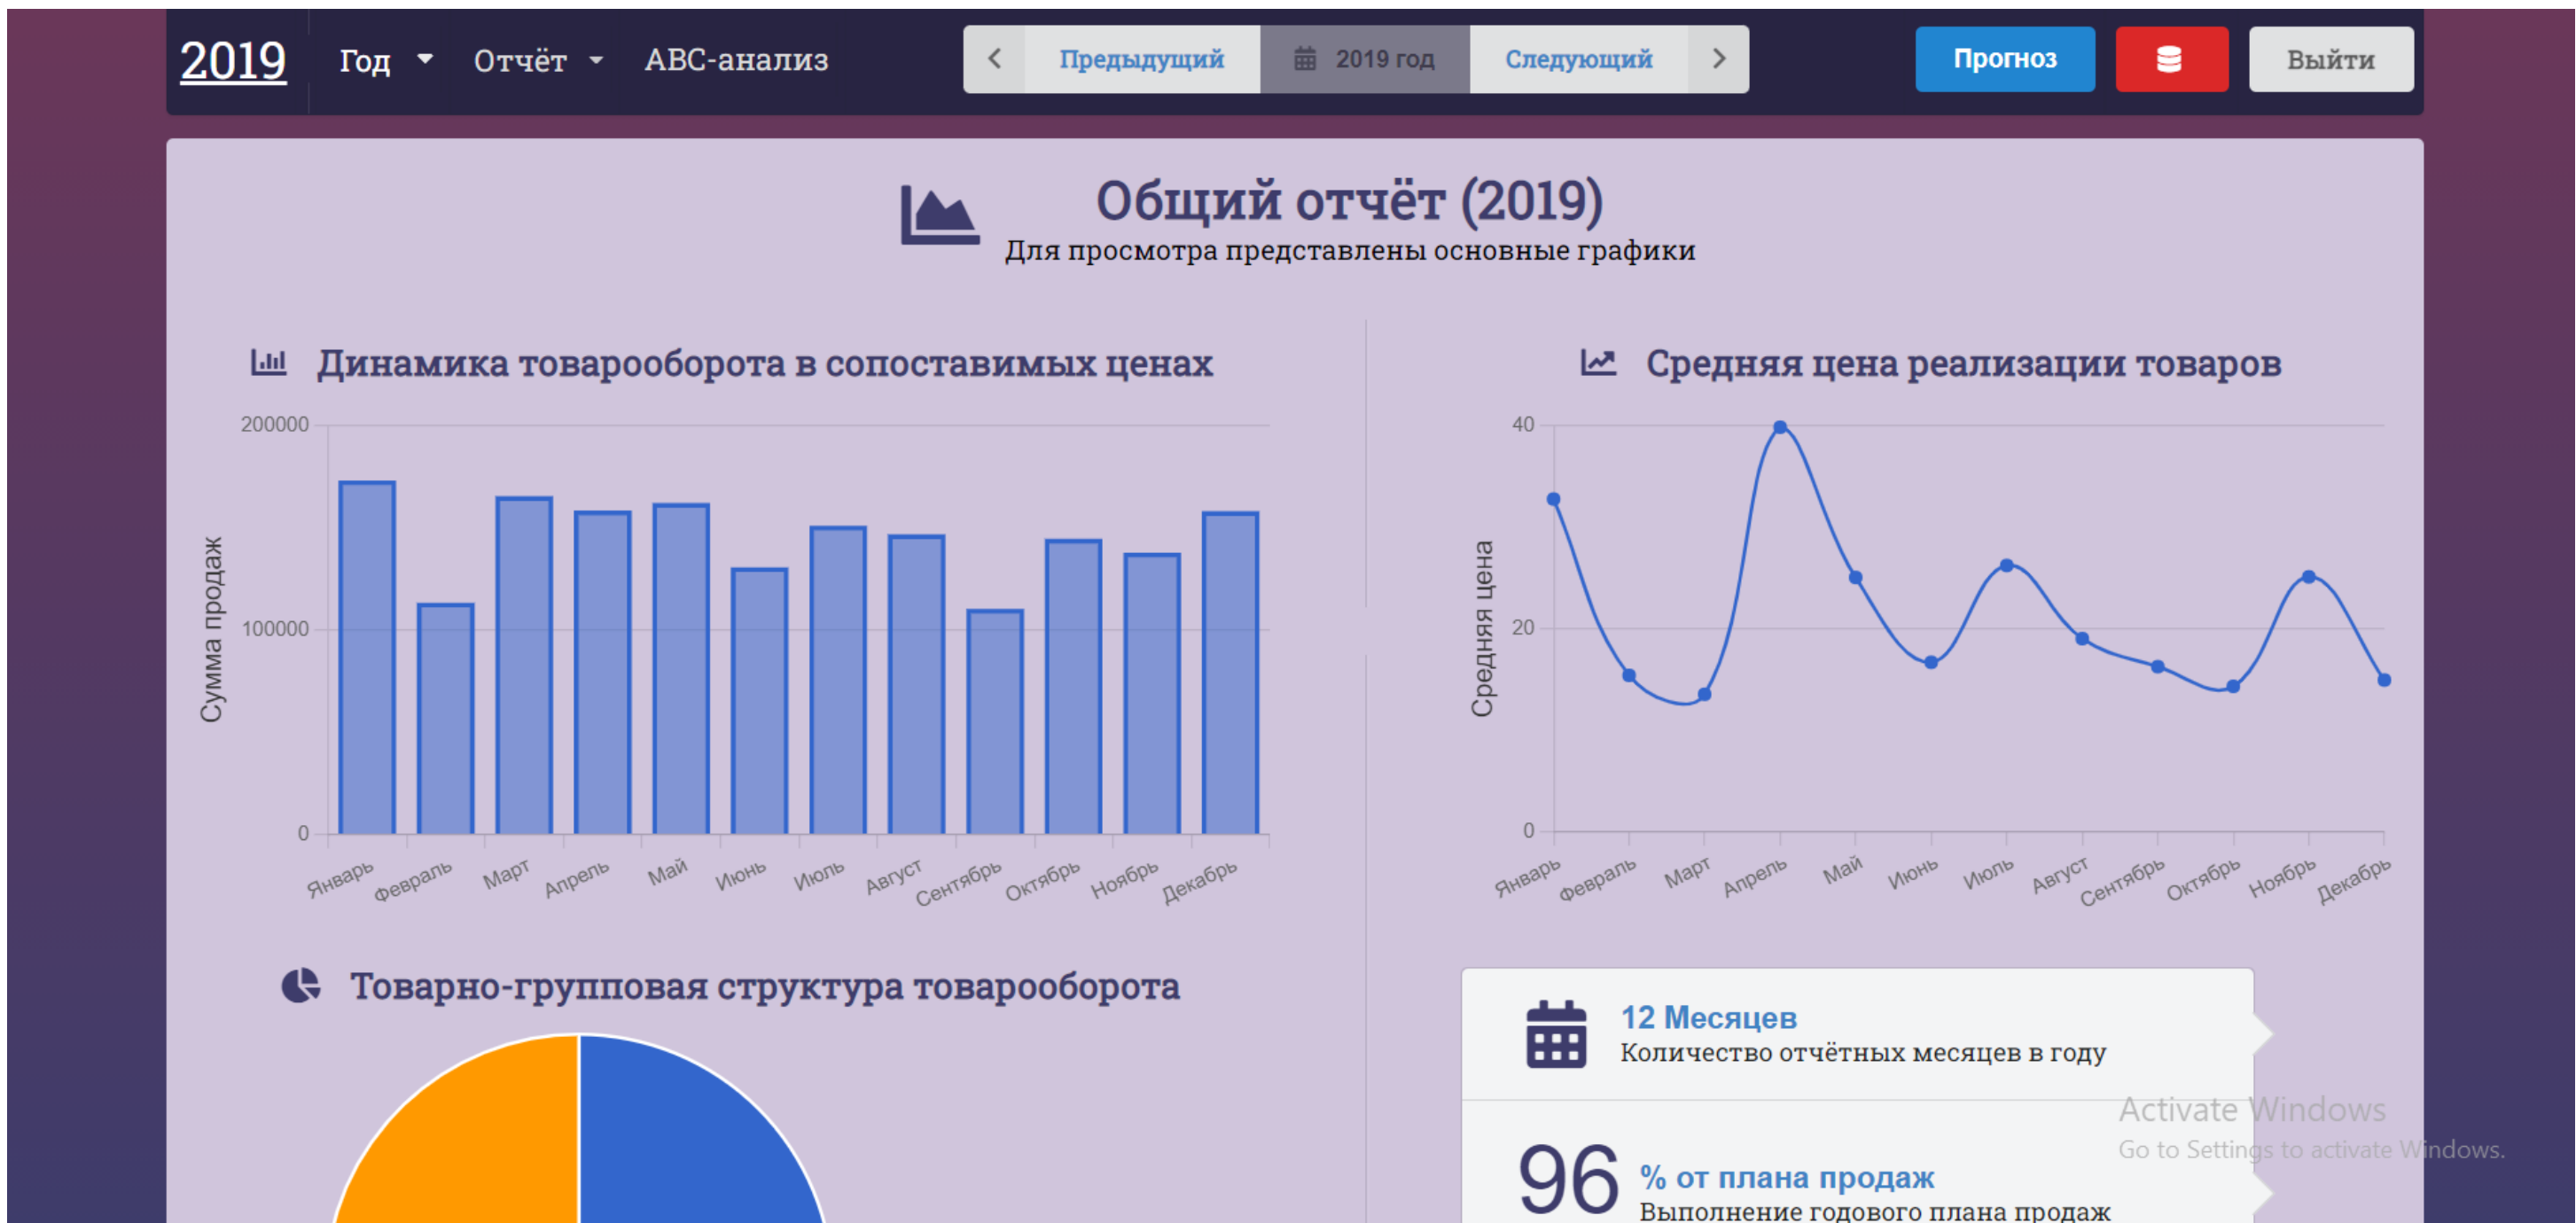 2019 Год Отчёт ABC-анализ Предыдущий 2019 год Следующий Прогноз Выйти
Общий отчёт (2019)
Для просмотра представлены основные графики
Динамика товарооборота в сопоставимых ценах
200000
100000
0
Сумма продаж
Январь Февраль Март Апрель Май Июнь Июль Август Сентябрь Октябрь Ноябрь Декабрь
Средняя цена реализации товаров
40
20
0
Средняя цена
Январь Февраль Март Апрель Май Июнь Июль Август Сентябрь Октябрь Ноябрь Декабрь
Товарно-групповая структура товарооборота
12 Месяцев
Количество отчётных месяцев в году
96 % от плана продаж
Выполнение годового плана продаж
Activate Windows
Go to Settings to activate Windows.